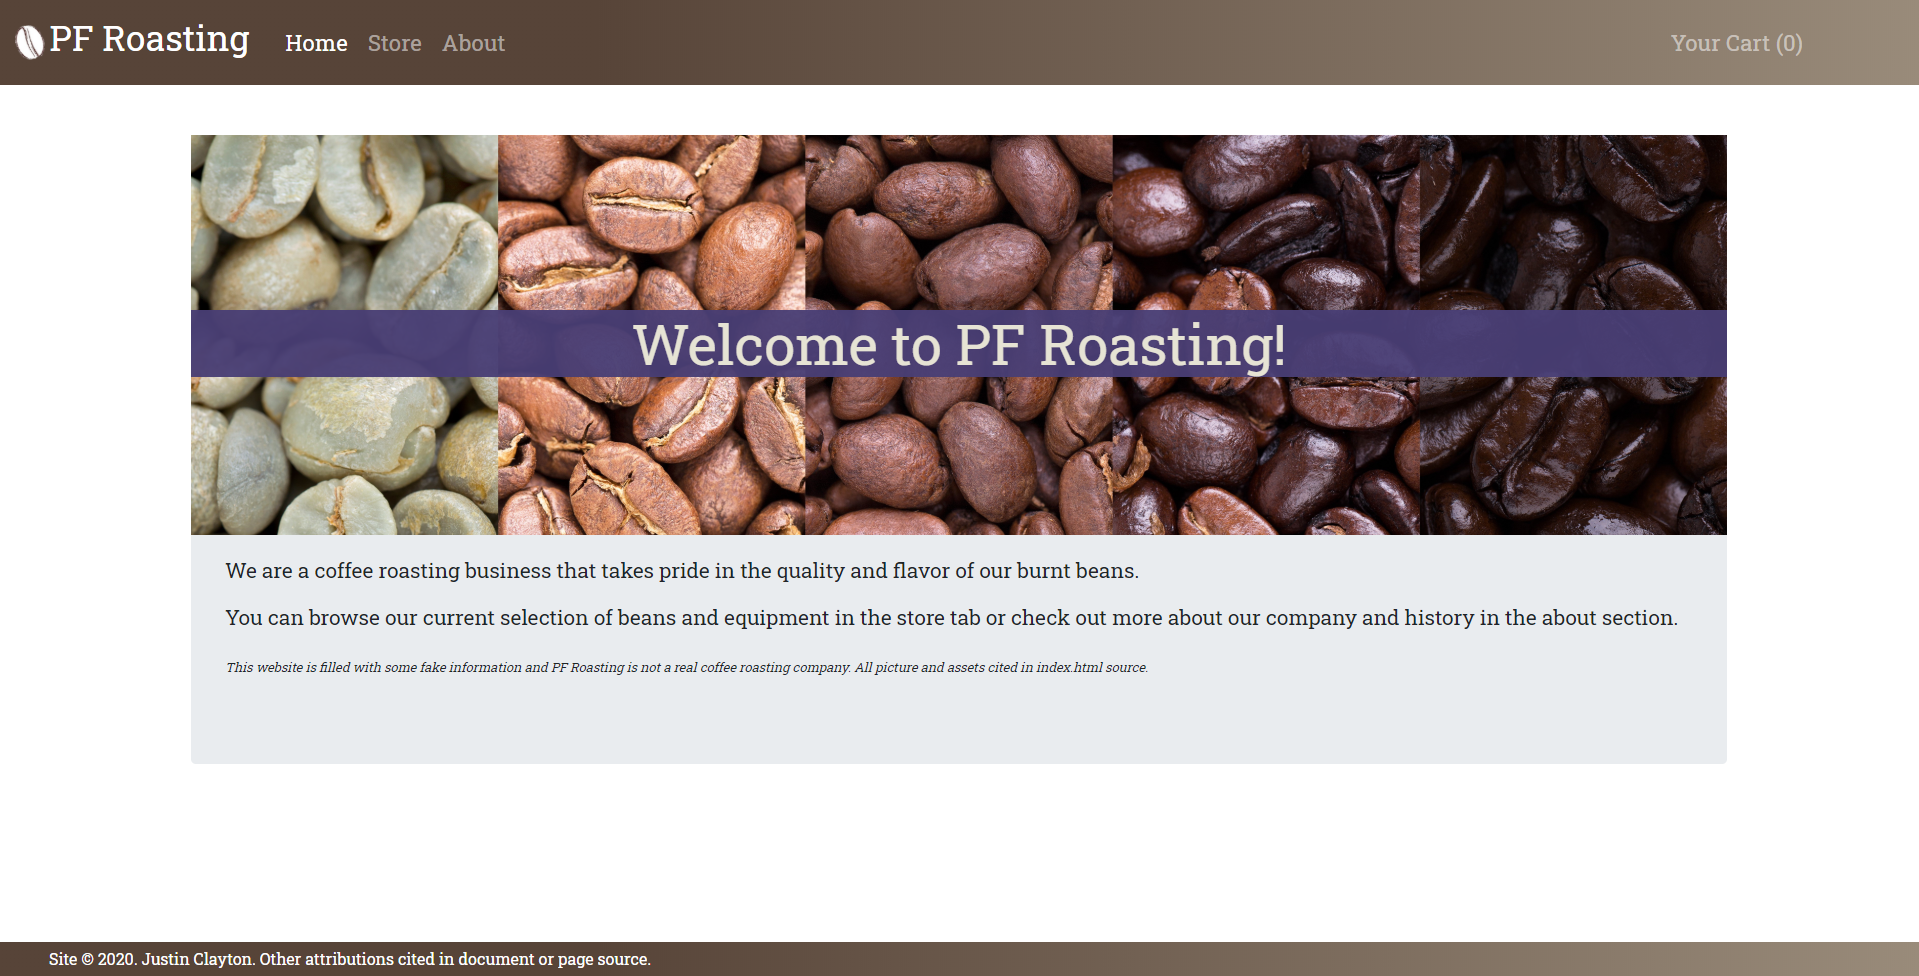 PF Roasting Home Store About Your Cart (0)
Welcome to PF Roasting!
We are a coffee roasting business that takes pride in the quality and flavor of our burnt beans.
You can browse our current selection of beans and equipment in the store tab or check out more about our company and history in the about section.
This website is filled with some fake information and PF Roasting is not a real coffee roasting company. All picture and assets cited in index.html source.
Site © 2020. Justin Clayton. Other attributions cited in document or page source.